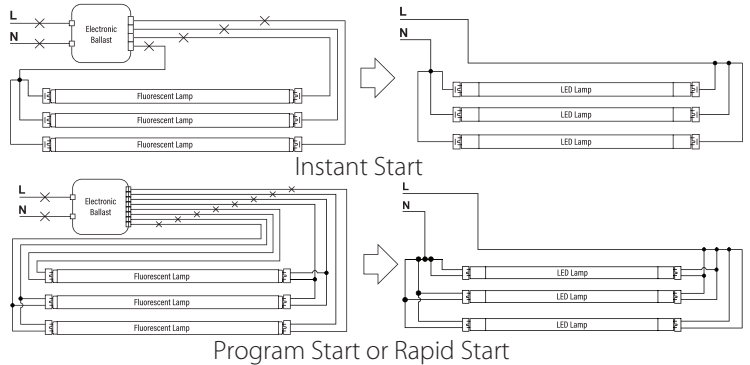 L
N
Electronic
Ballast
Fluorescent Lamp
Fluorescent Lamp
Fluorescent Lamp
L
N
LED Lamp
LED Lamp
LED Lamp
Instant Start
L
N
Electronic
Ballast
Fluorescent Lamp
Fluorescent Lamp
Fluorescent Lamp
L
N
LED Lamp
LED Lamp
LED Lamp
Program Start or Rapid Start